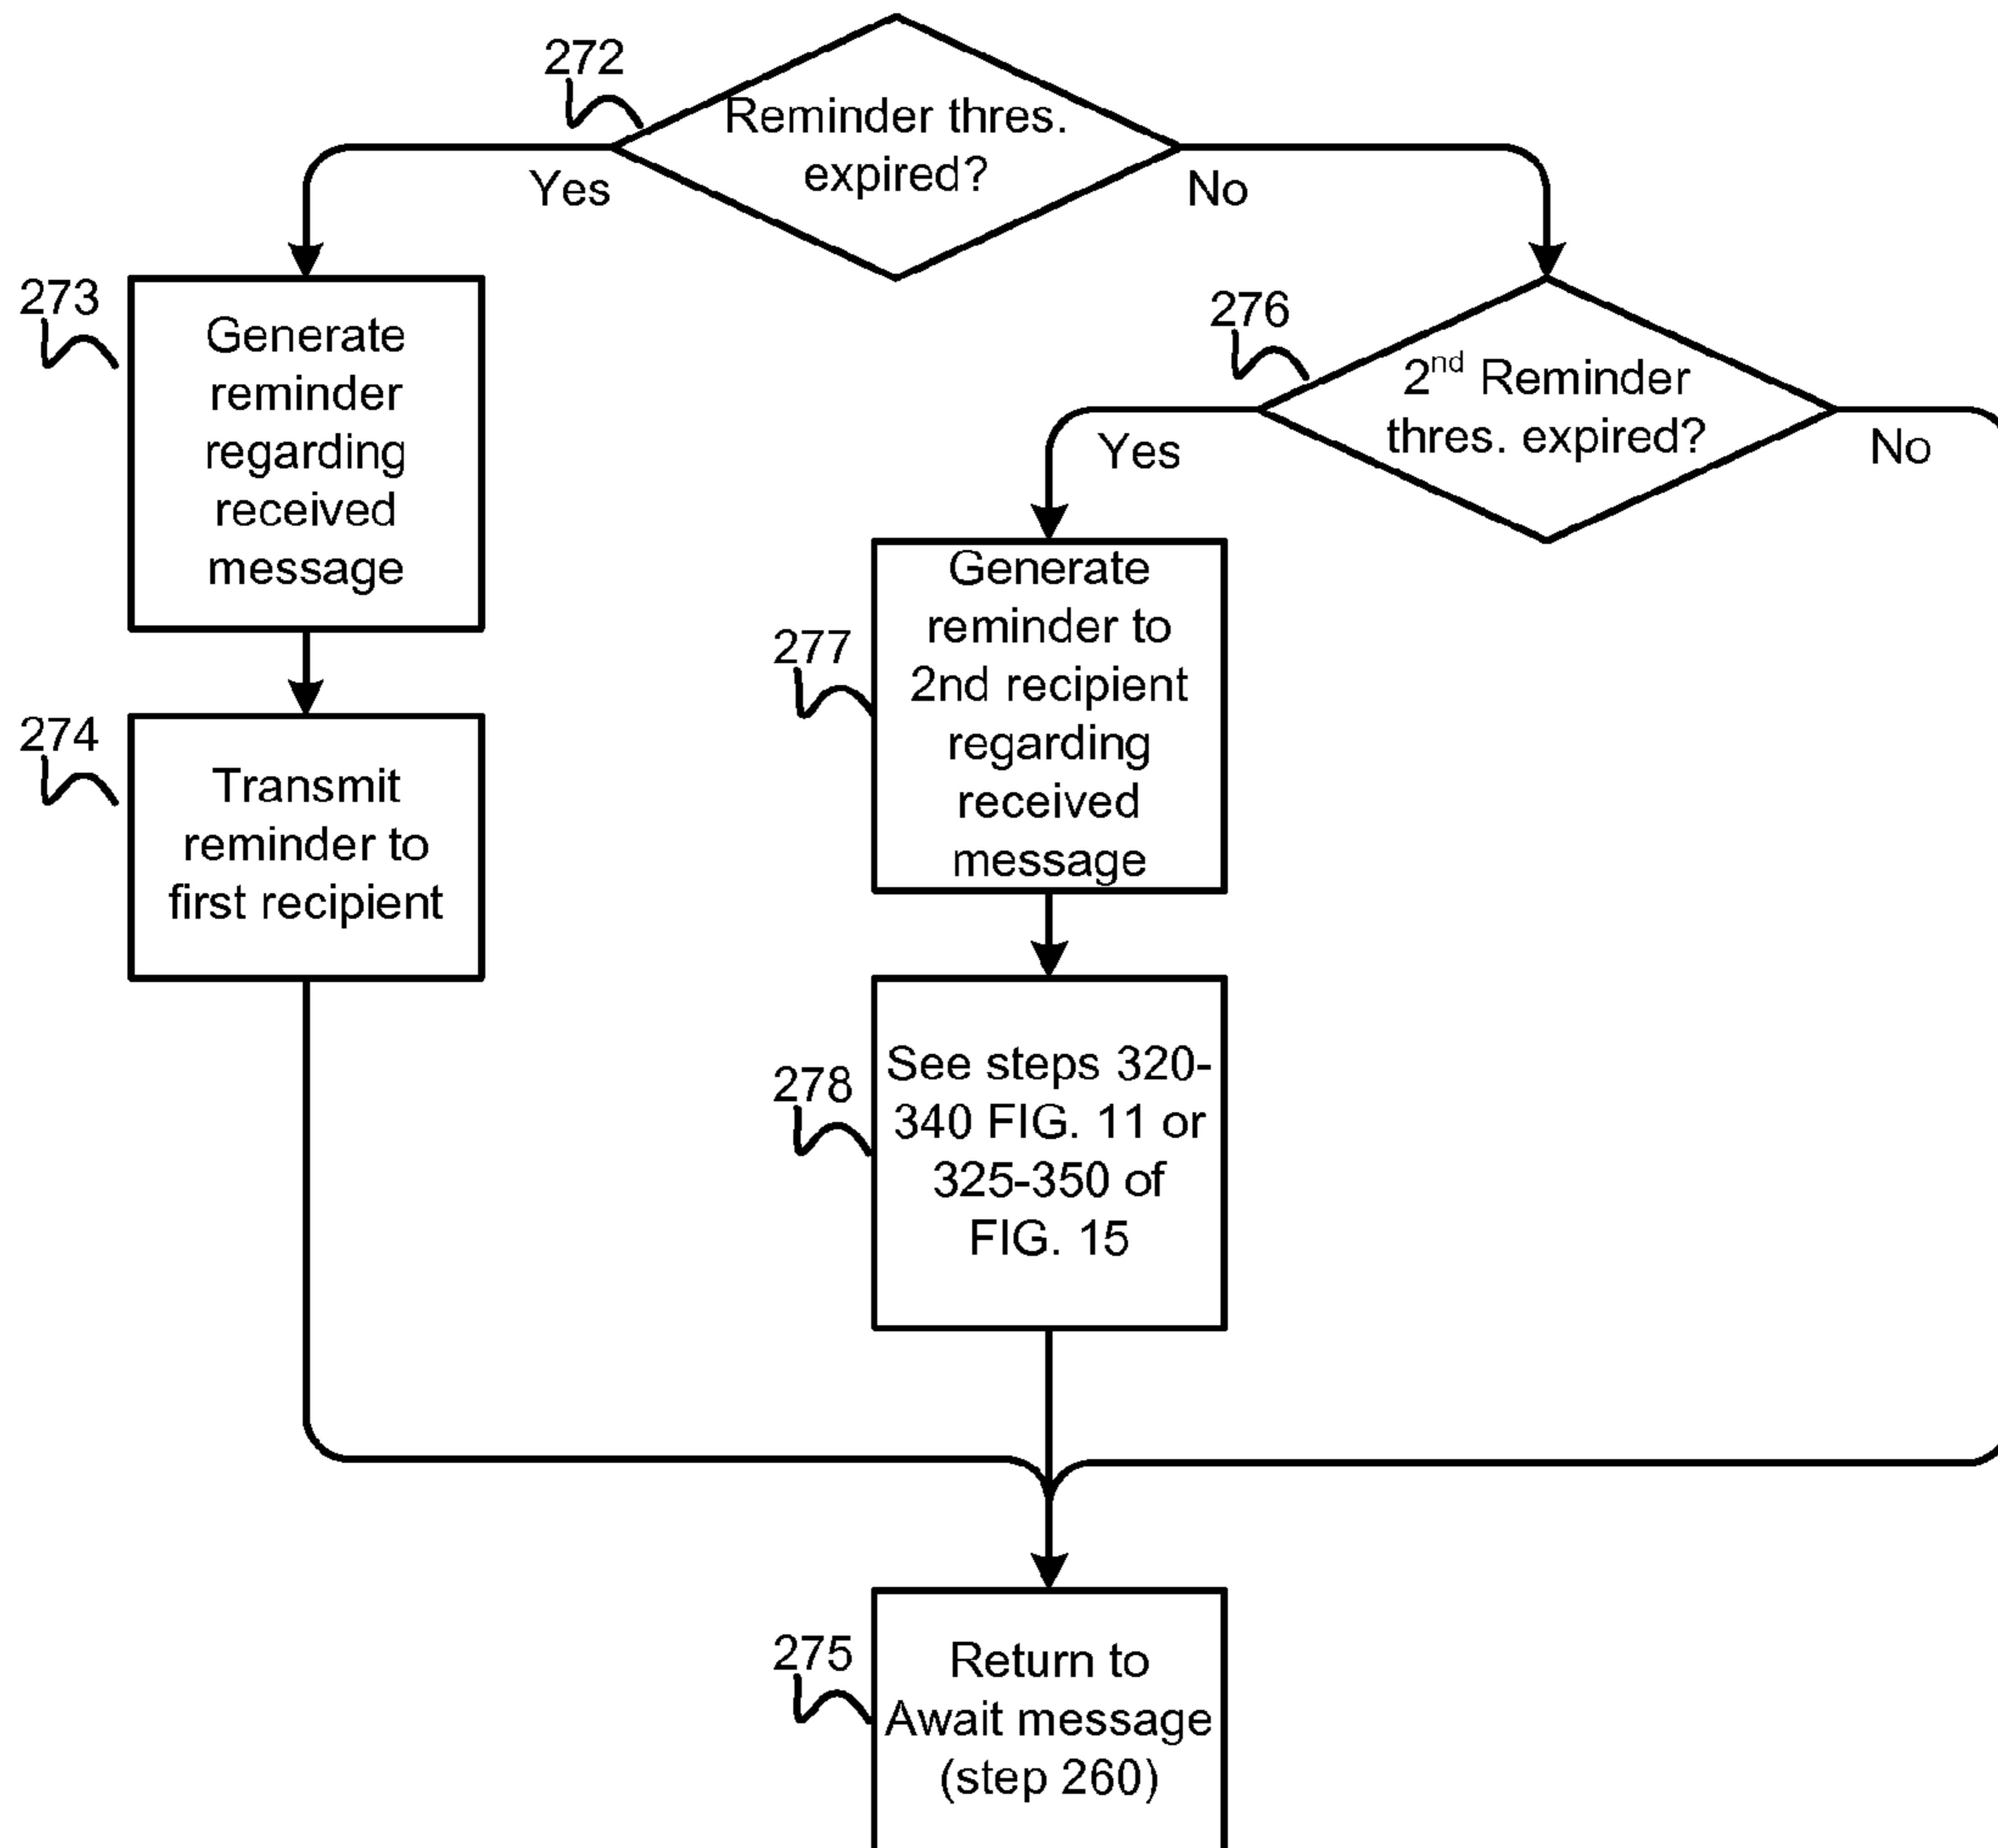 272
Reminder thres.
expired?
Yes
No
273
Generate
reminder
regarding
received
message
276
2nd Reminder
thres. expired?
Yes
No
277
Generate
reminder to
2nd recipient
regarding
received
message
274
Transmit
reminder to
first recipient
278
See steps 320-
340 FIG. 11 or
325-350 of
FIG. 15
275
Return to
Await message
(step 260)